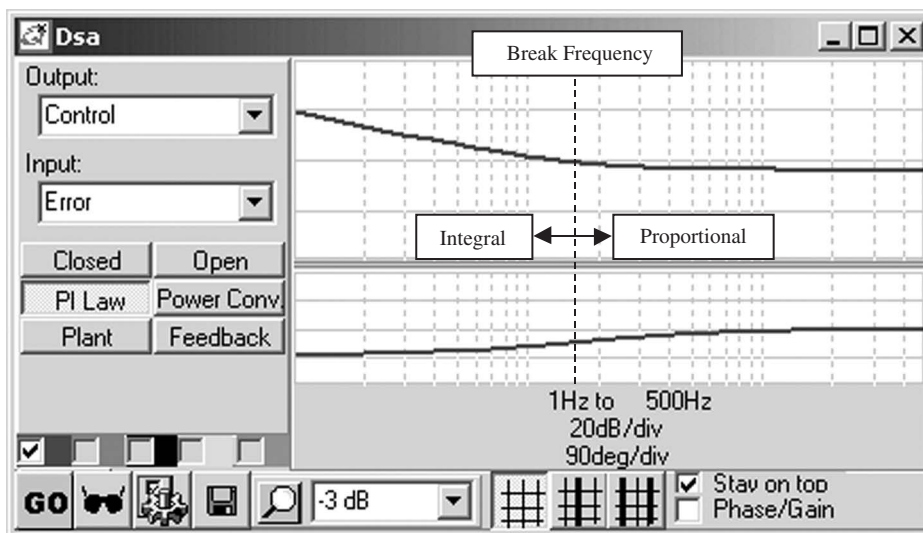 Dsa
Break Frequency
Output:
Control
Input:
Error
Closed
Open
PI Law
Power Conv.
Plant
Feedback
Integral
Proportional
1Hz to 500Hz
20dB/div
90deg/div
GO
-3 dB
Stay on top
Phase/Gain